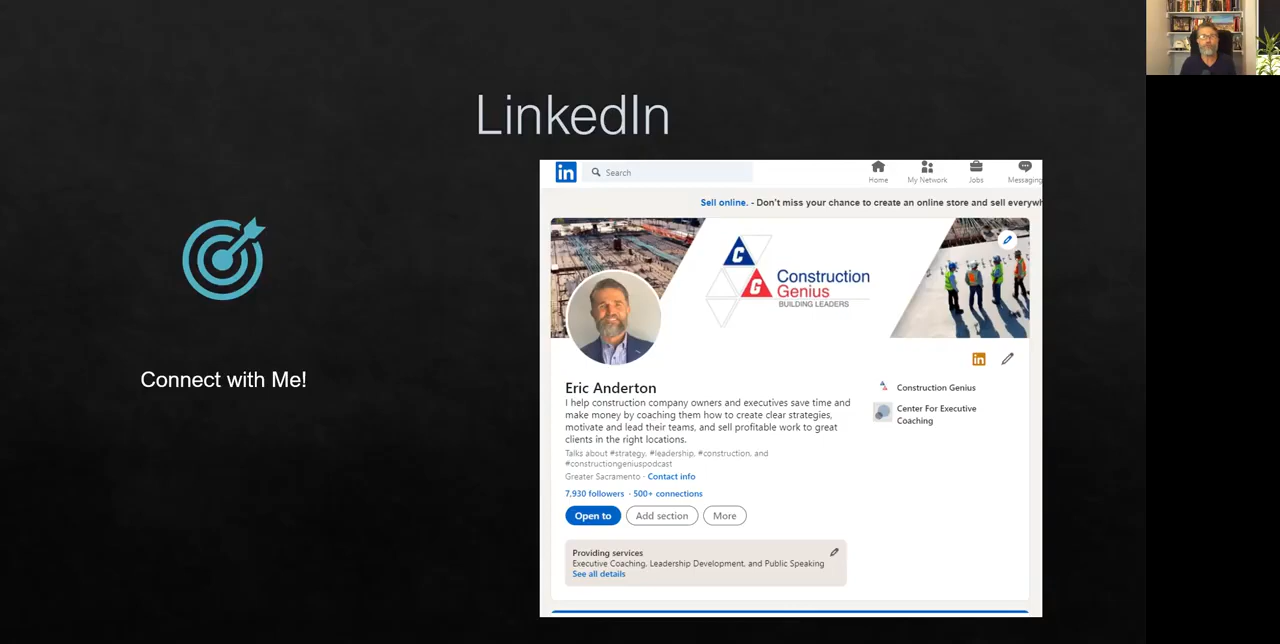 LinkedIn
Connect with Me!
in
Search
Home
My Network
Jobs
Messaging
Sell online. - Don't miss your chance to create an online store and sell everywh
C
G
Construction
Genius
BUILDING LEADERS
in
Eric Anderton
I help construction company owners and executives save time and
make money by coaching them how to create clear strategies,
motivate and lead their teams, and sell profitable work to great
clients in the right locations.
Talks about #strategy, #leadership, #construction, and
#constructiongeniuspodcast
Greater Sacramento · Contact info
7,930 followers · 500+ connections
Open to
Add section
More
Construction Genius
Center For Executive
Coaching
Providing services
Executive Coaching, Leadership Development, and Public Speaking
See all details